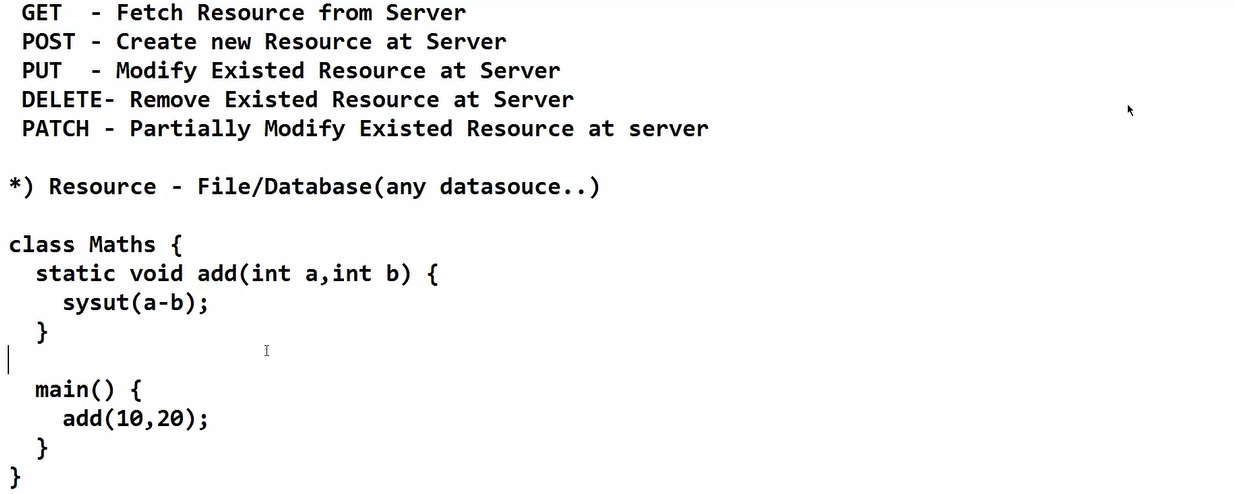 GET  - Fetch Resource from Server
POST - Create new Resource at Server
PUT  - Modify Existed Resource at Server
DELETE- Remove Existed Resource at Server
PATCH - Partially Modify Existed Resource at server
*) Resource - File/Database(any datasouce..)
class Maths {
static void add(int a,int b) {
sysut(a-b);
}
main() {
add(10,20);
}
}